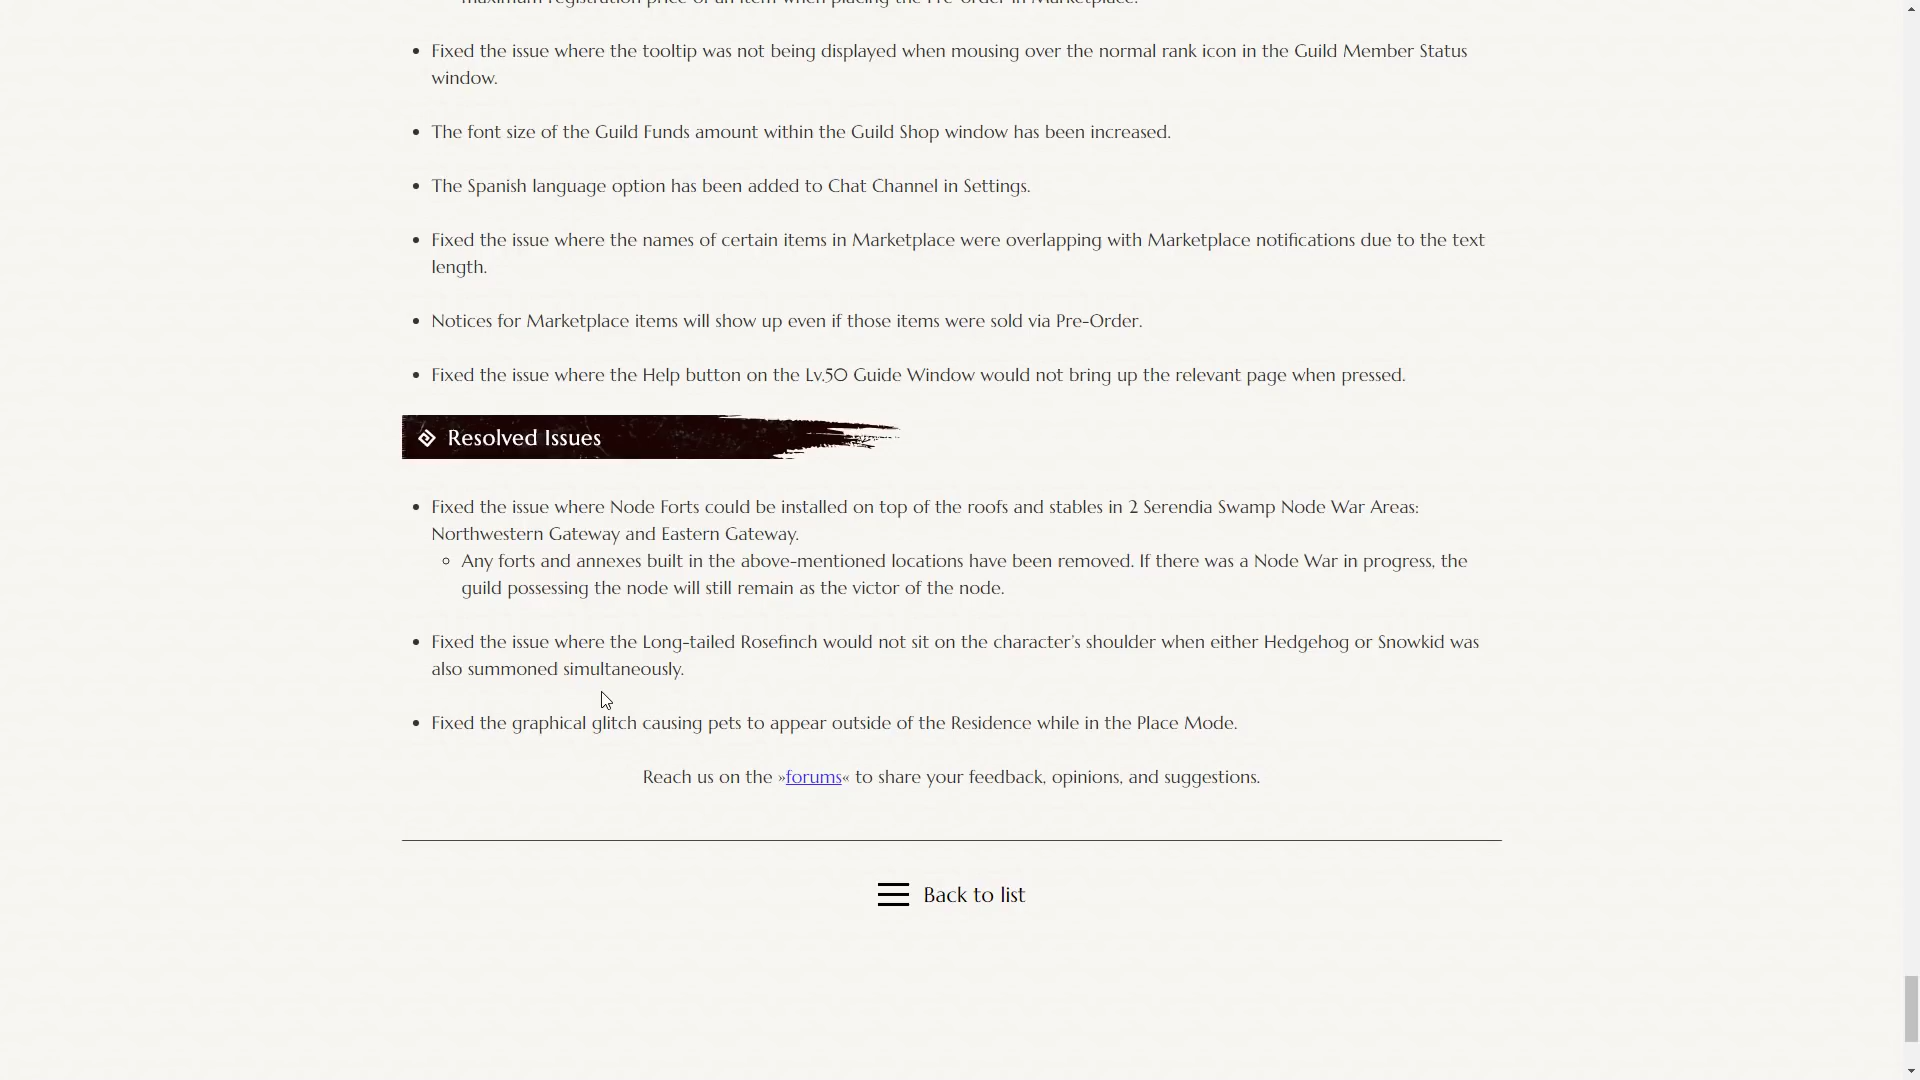 maximum registration price of an item when placing the Pre-order in Marketplace.
Fixed the issue where the tooltip was not being displayed when mousing over the normal rank icon in the Guild Member Status
window.
The font size of the Guild Funds amount within the Guild Shop window has been increased.
The Spanish language option has been added to Chat Channel in Settings.
Fixed the issue where the names of certain items in Marketplace were overlapping with Marketplace notifications due to the text
length.
Notices for Marketplace items will show up even if those items were sold via Pre-Order.
Fixed the issue where the Help button on the Lv.50 Guide Window would not bring up the relevant page when pressed.
Resolved Issues
Fixed the issue where Node Forts could be installed on top of the roofs and stables in 2 Serendia Swamp Node War Areas:
Northwestern Gateway and Eastern Gateway.
Any forts and annexes built in the above-mentioned locations have been removed. If there was a Node War in progress, the
guild possessing the node will still remain as the victor of the node.
Fixed the issue where the Long-tailed Rosefinch would not sit on the character's shoulder when either Hedgehog or Snowkid was
also summoned simultaneously.
Fixed the graphical glitch causing pets to appear outside of the Residence while in the Place Mode.
Reach us on the »forums« to share your feedback, opinions, and suggestions.
Back to list